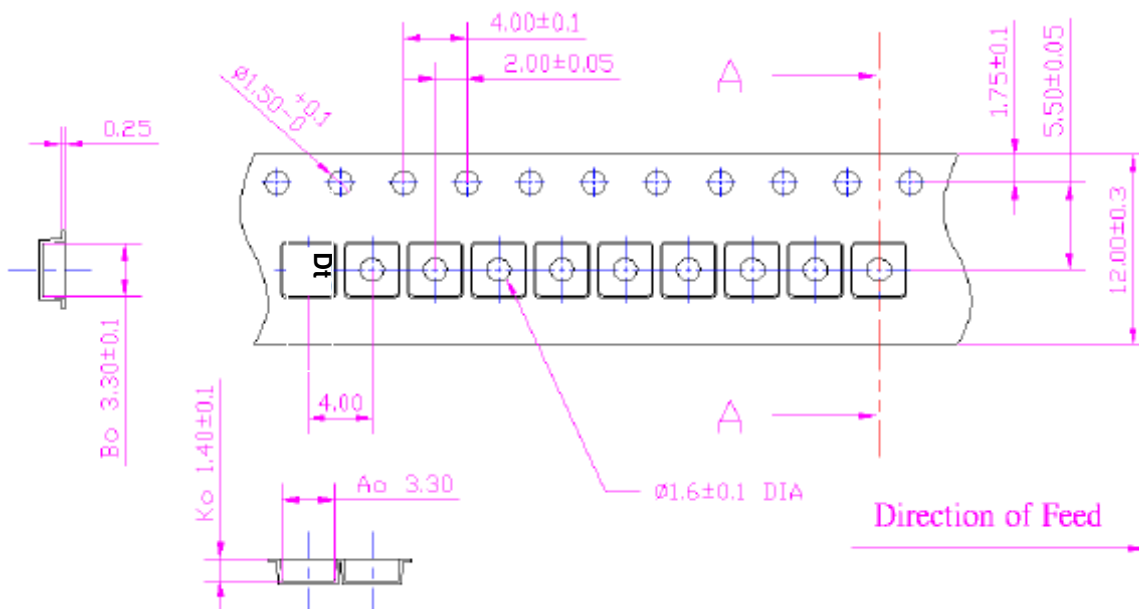 4.00±0.1
2.00±0.05
A
1.75±0.1
5.50±0.05
ø1.50 +0.1 -0
0.25
12.00±0.3
Dt
Bo 3.30±0.1
4.00
A
Ko 1.40±0.1
Ao 3.30
ø1.6±0.1 DIA
Direction of Feed